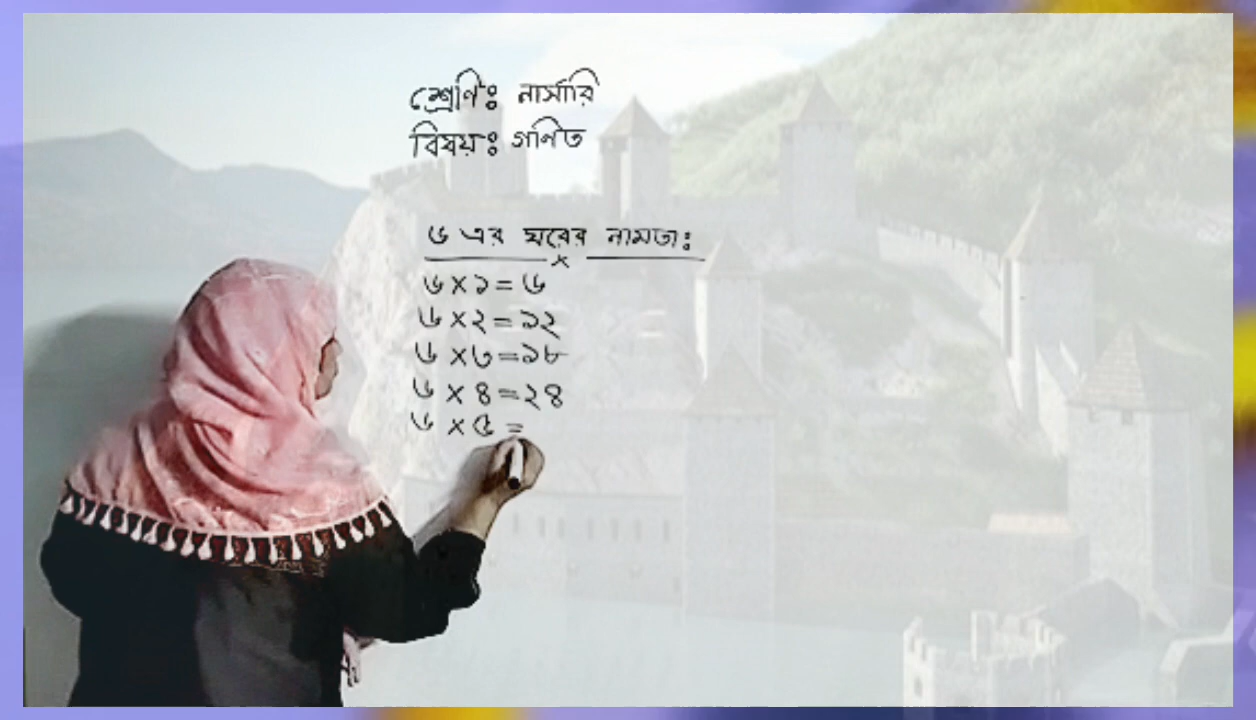 শ্রেণিঃ নার্সারি
বিষয়ঃ গনিত
৬ এর ঘরের নামতাঃ
৬×১=৬
৬×২=১২
৬×৩=১৮
৬×৪=২৪
৬×৫=